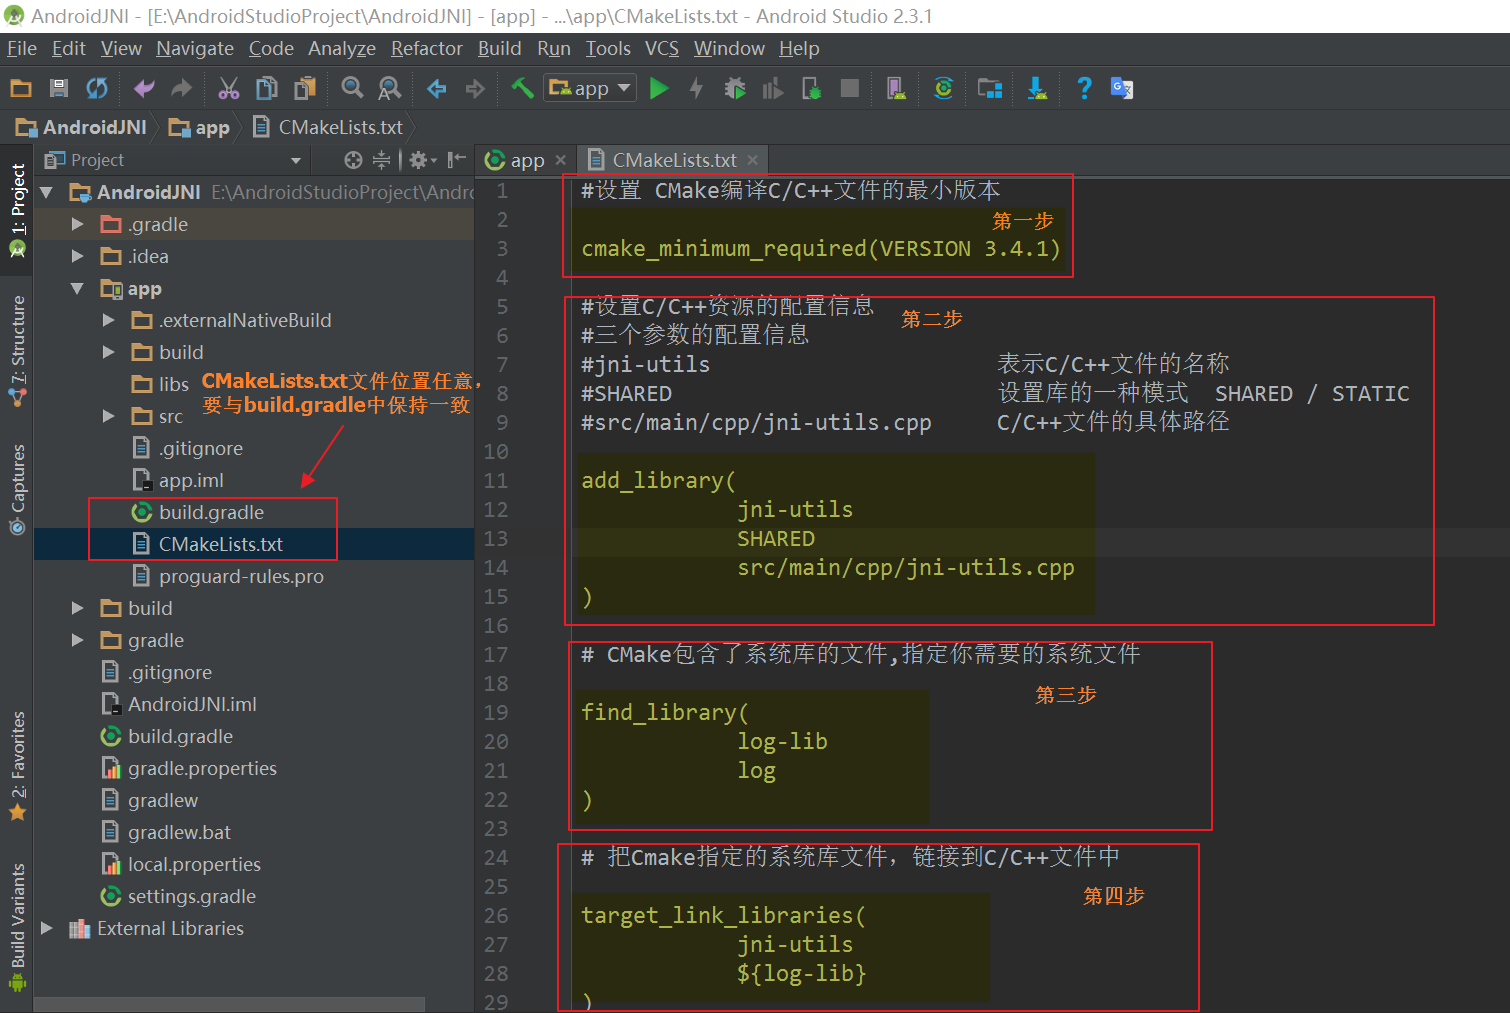 AndroidJNI - [E:\AndroidStudioProject\AndroidJNI] - [app] - ...\app\CMakeLists.txt - Android Studio 2.3.1
File Edit View Navigate Code Analyze Refactor Build Run Tools VCS Window Help
app
AndroidJNI app CMakeLists.txt
1: Project
7: Structure
Captures
2: Favorites
Build Variants
Project
AndroidJNI E:\AndroidStudioProject\Andro
.gradle
.idea
app
.externalNativeBuild
build
libs
src
.gitignore
app.iml
build.gradle
CMakeLists.txt
proguard-rules.pro
build
gradle
.gitignore
AndroidJNI.iml
build.gradle
gradle.properties
gradlew
gradlew.bat
local.properties
settings.gradle
External Libraries
CMakeLists.txt文件位置任意，
要与build.gradle中保持一致
app CMakeLists.txt
1 #设置 CMake编译C/C++文件的最小版本
2 第一步
3 cmake_minimum_required(VERSION 3.4.1)
4
5 #设置C/C++资源的配置信息 第二步
6 #三个参数的配置信息
7 #jni-utils 表示C/C++文件的名称
8 #SHARED 设置库的一种模式 SHARED / STATIC
9 #src/main/cpp/jni-utils.cpp C/C++文件的具体路径
10
11 add_library(
12 jni-utils
13 SHARED
14 src/main/cpp/jni-utils.cpp
15 )
16
17 # CMake包含了系统库的文件,指定你需要的系统文件
18 第三步
19 find_library(
20 log-lib
21 log
22 )
23
24 # 把Cmake指定的系统库文件，链接到C/C++文件中
25 第四步
26 target_link_libraries(
27 jni-utils
28 ${log-lib}
29 )